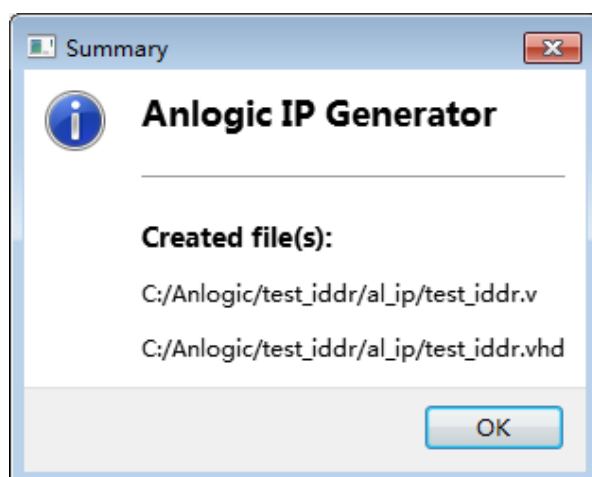 Summary
Anlogic IP Generator
Created file(s):
C:/Anlogic/test_iddr/al_ip/test_iddr.v
C:/Anlogic/test_iddr/al_ip/test_iddr.vhd
OK